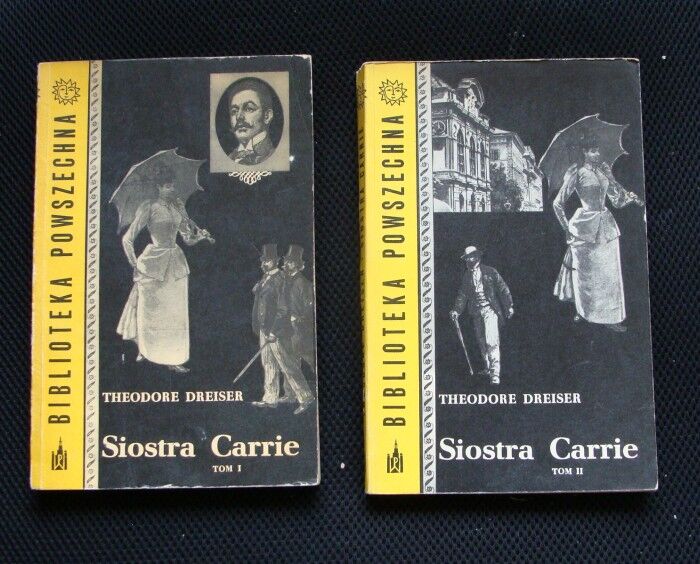 BIBLIOTEKA POWSZECHNA
THEODORE DREISER
Siostra Carrie
TOM I
BIBLIOTEKA POWSZECHNA
THEODORE DREISER
Siostra Carrie
TOM II